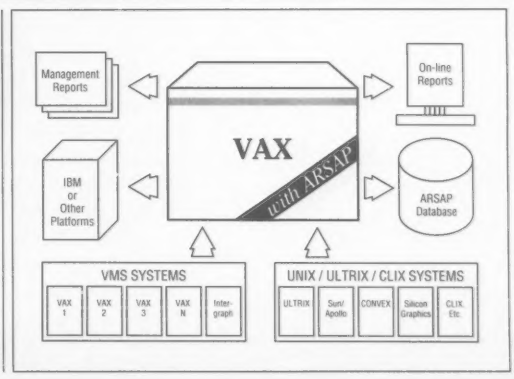 Management
Reports
On-line
Reports
VAX
with ARSAP
IBM
or
Other
Platforms
ARSAP
Database
VMS SYSTEMS
VAX
1
VAX
2
VAX
3
VAX
N
Inter-
graph
UNIX / ULTRIX / CLIX SYSTEMS
ULTRIX
Sun/
Apollo
CONVEX
Silicon
Graphics
CLIX,
Etc.